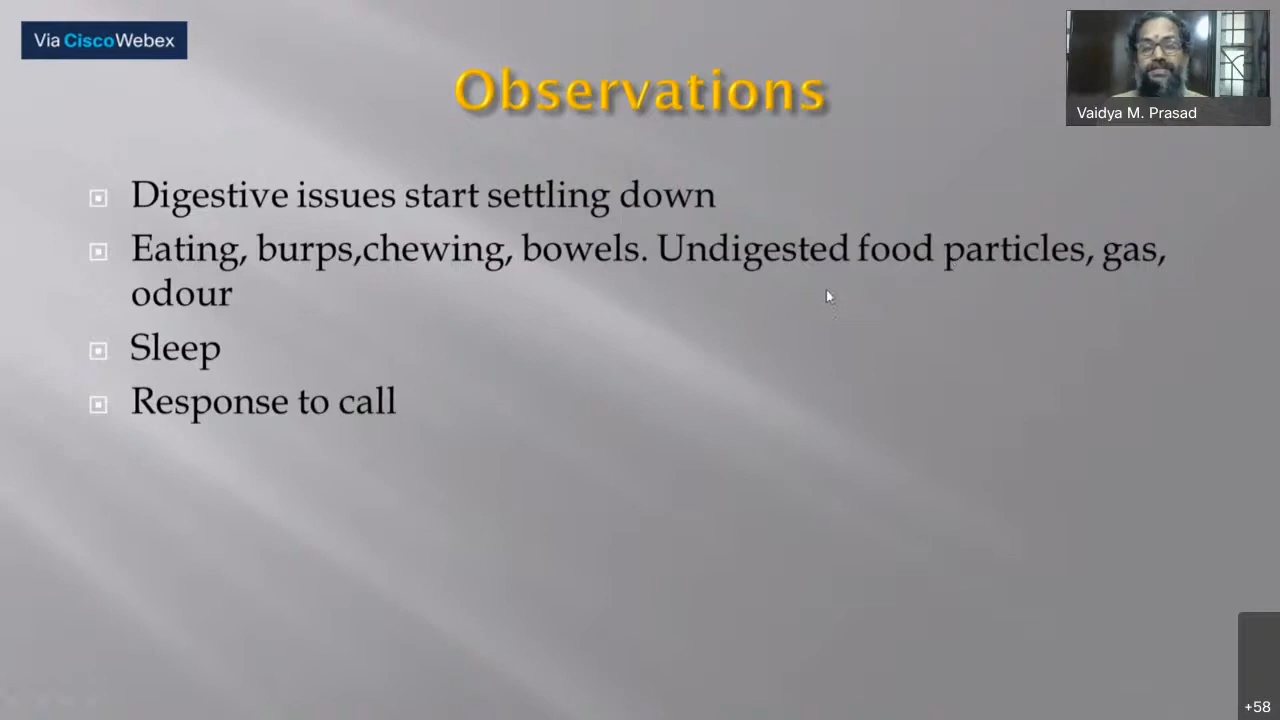 Via CiscoWebex
Observations
Vaidya M. Prasad
Digestive issues start settling down
Eating, burps,chewing, bowels. Undigested food particles, gas,
odour
Sleep
Response to call
+58